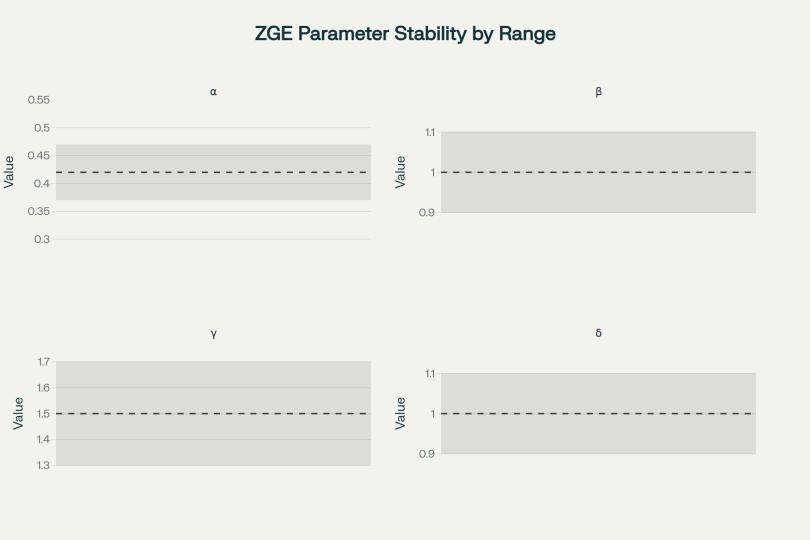 ZGE Parameter Stability by Range
α
0.55
0.5
0.45
0.4
0.35
0.3
Value
β
1.1
1
0.9
Value
γ
1.7
1.6
1.5
1.4
1.3
Value
δ
1.1
1
0.9
Value